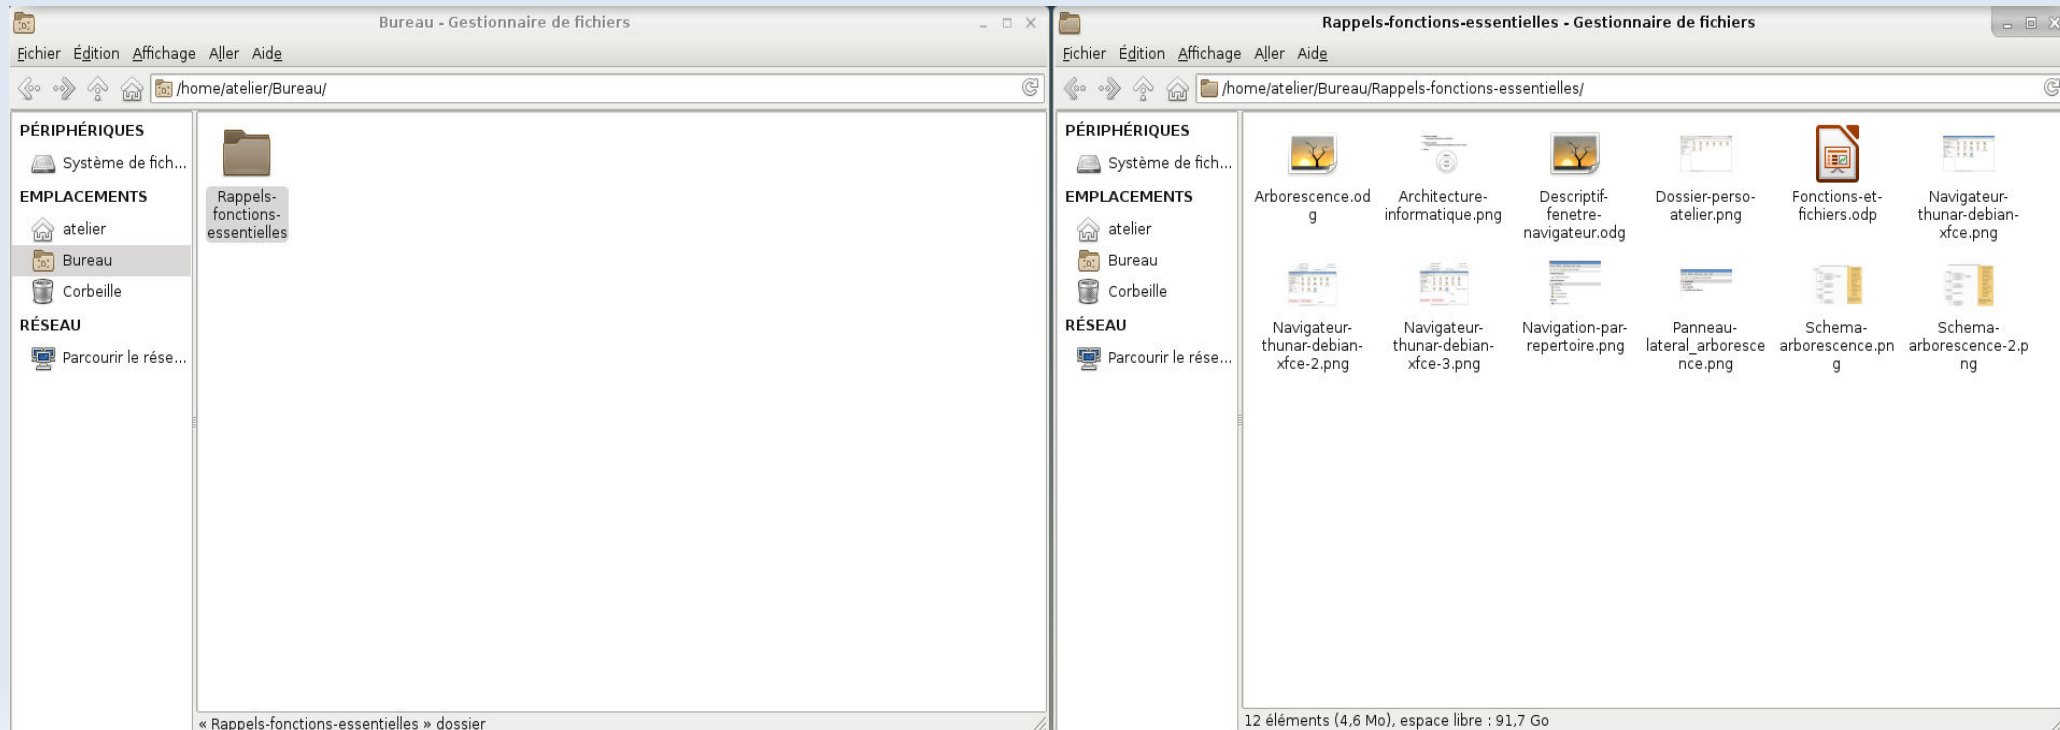 Bureau - Gestionnaire de fichiers
Fichier Édition Affichage Aller Aide
/home/atelier/Bureau/
PÉRIPHÉRIQUES
Système de fich...
EMPLACEMENTS
atelier
Bureau
Corbeille
RÉSEAU
Parcourir le rése...
Rappels-
fonctions-
essentielles
« Rappels-fonctions-essentielles » dossier
Rappels-fonctions-essentielles - Gestionnaire de fichiers
Fichier Édition Affichage Aller Aide
/home/atelier/Bureau/Rappels-fonctions-essentielles/
PÉRIPHÉRIQUES
Système de fich...
EMPLACEMENTS
atelier
Bureau
Corbeille
RÉSEAU
Parcourir le rése...
Arborescence.od
g
Architecture-
informatique.png
Descriptif-
fenetre-
navigateur.odg
Dossier-perso-
atelier.png
Fonctions-et-
fichiers.odp
Navigateur-
thunar-debian-
xfce.png
Navigateur-
thunar-debian-
xfce-2.png
Navigateur-
thunar-debian-
xfce-3.png
Navigation-par-
repertoire.png
Panneau-
lateral_arboresce
nce.png
Schema-
arborescence.pn
g
Schema-
arborescence-2.p
ng
12 éléments (4,6 Mo), espace libre : 91,7 Go